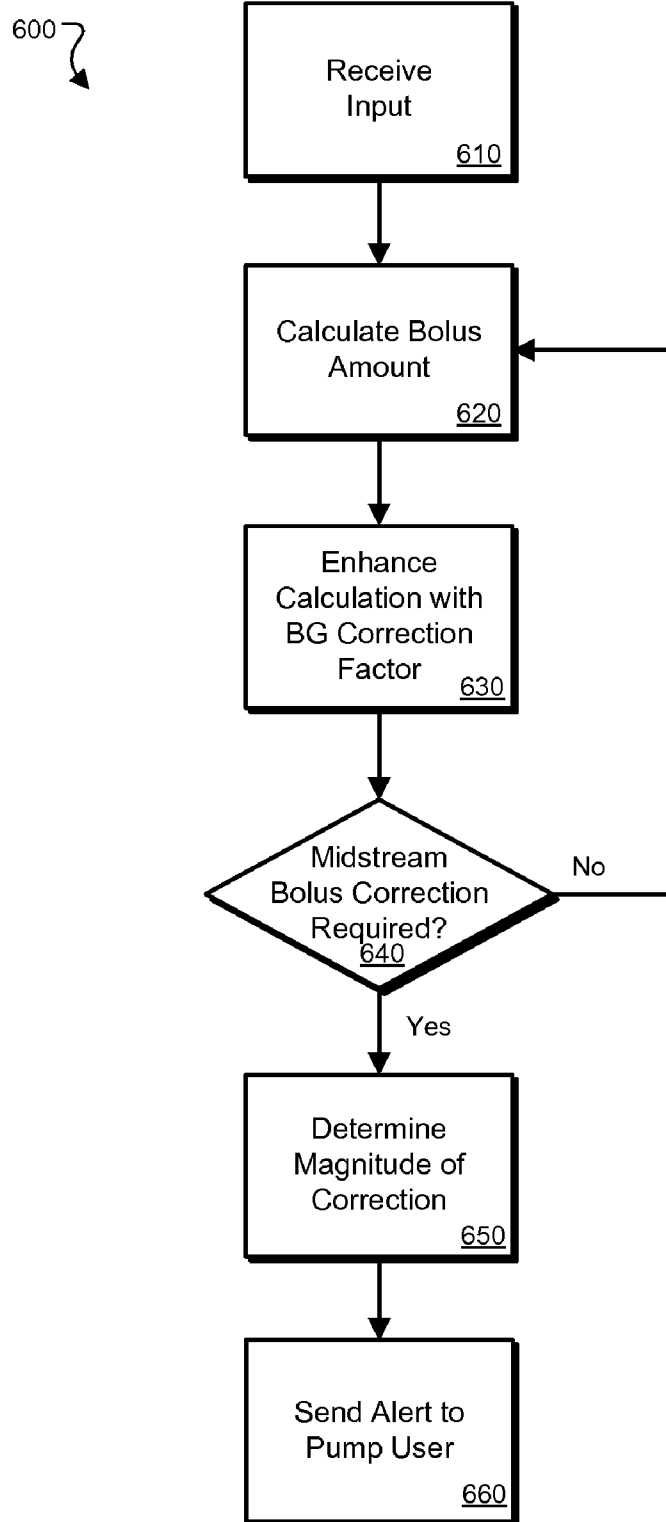 600
Receive
Input
610
Calculate Bolus
Amount
620
Enhance
Calculation with
BG Correction
Factor
630
Midstream
Bolus Correction
Required?
640
No
Yes
Determine
Magnitude of
Correction
650
Send Alert to
Pump User
660